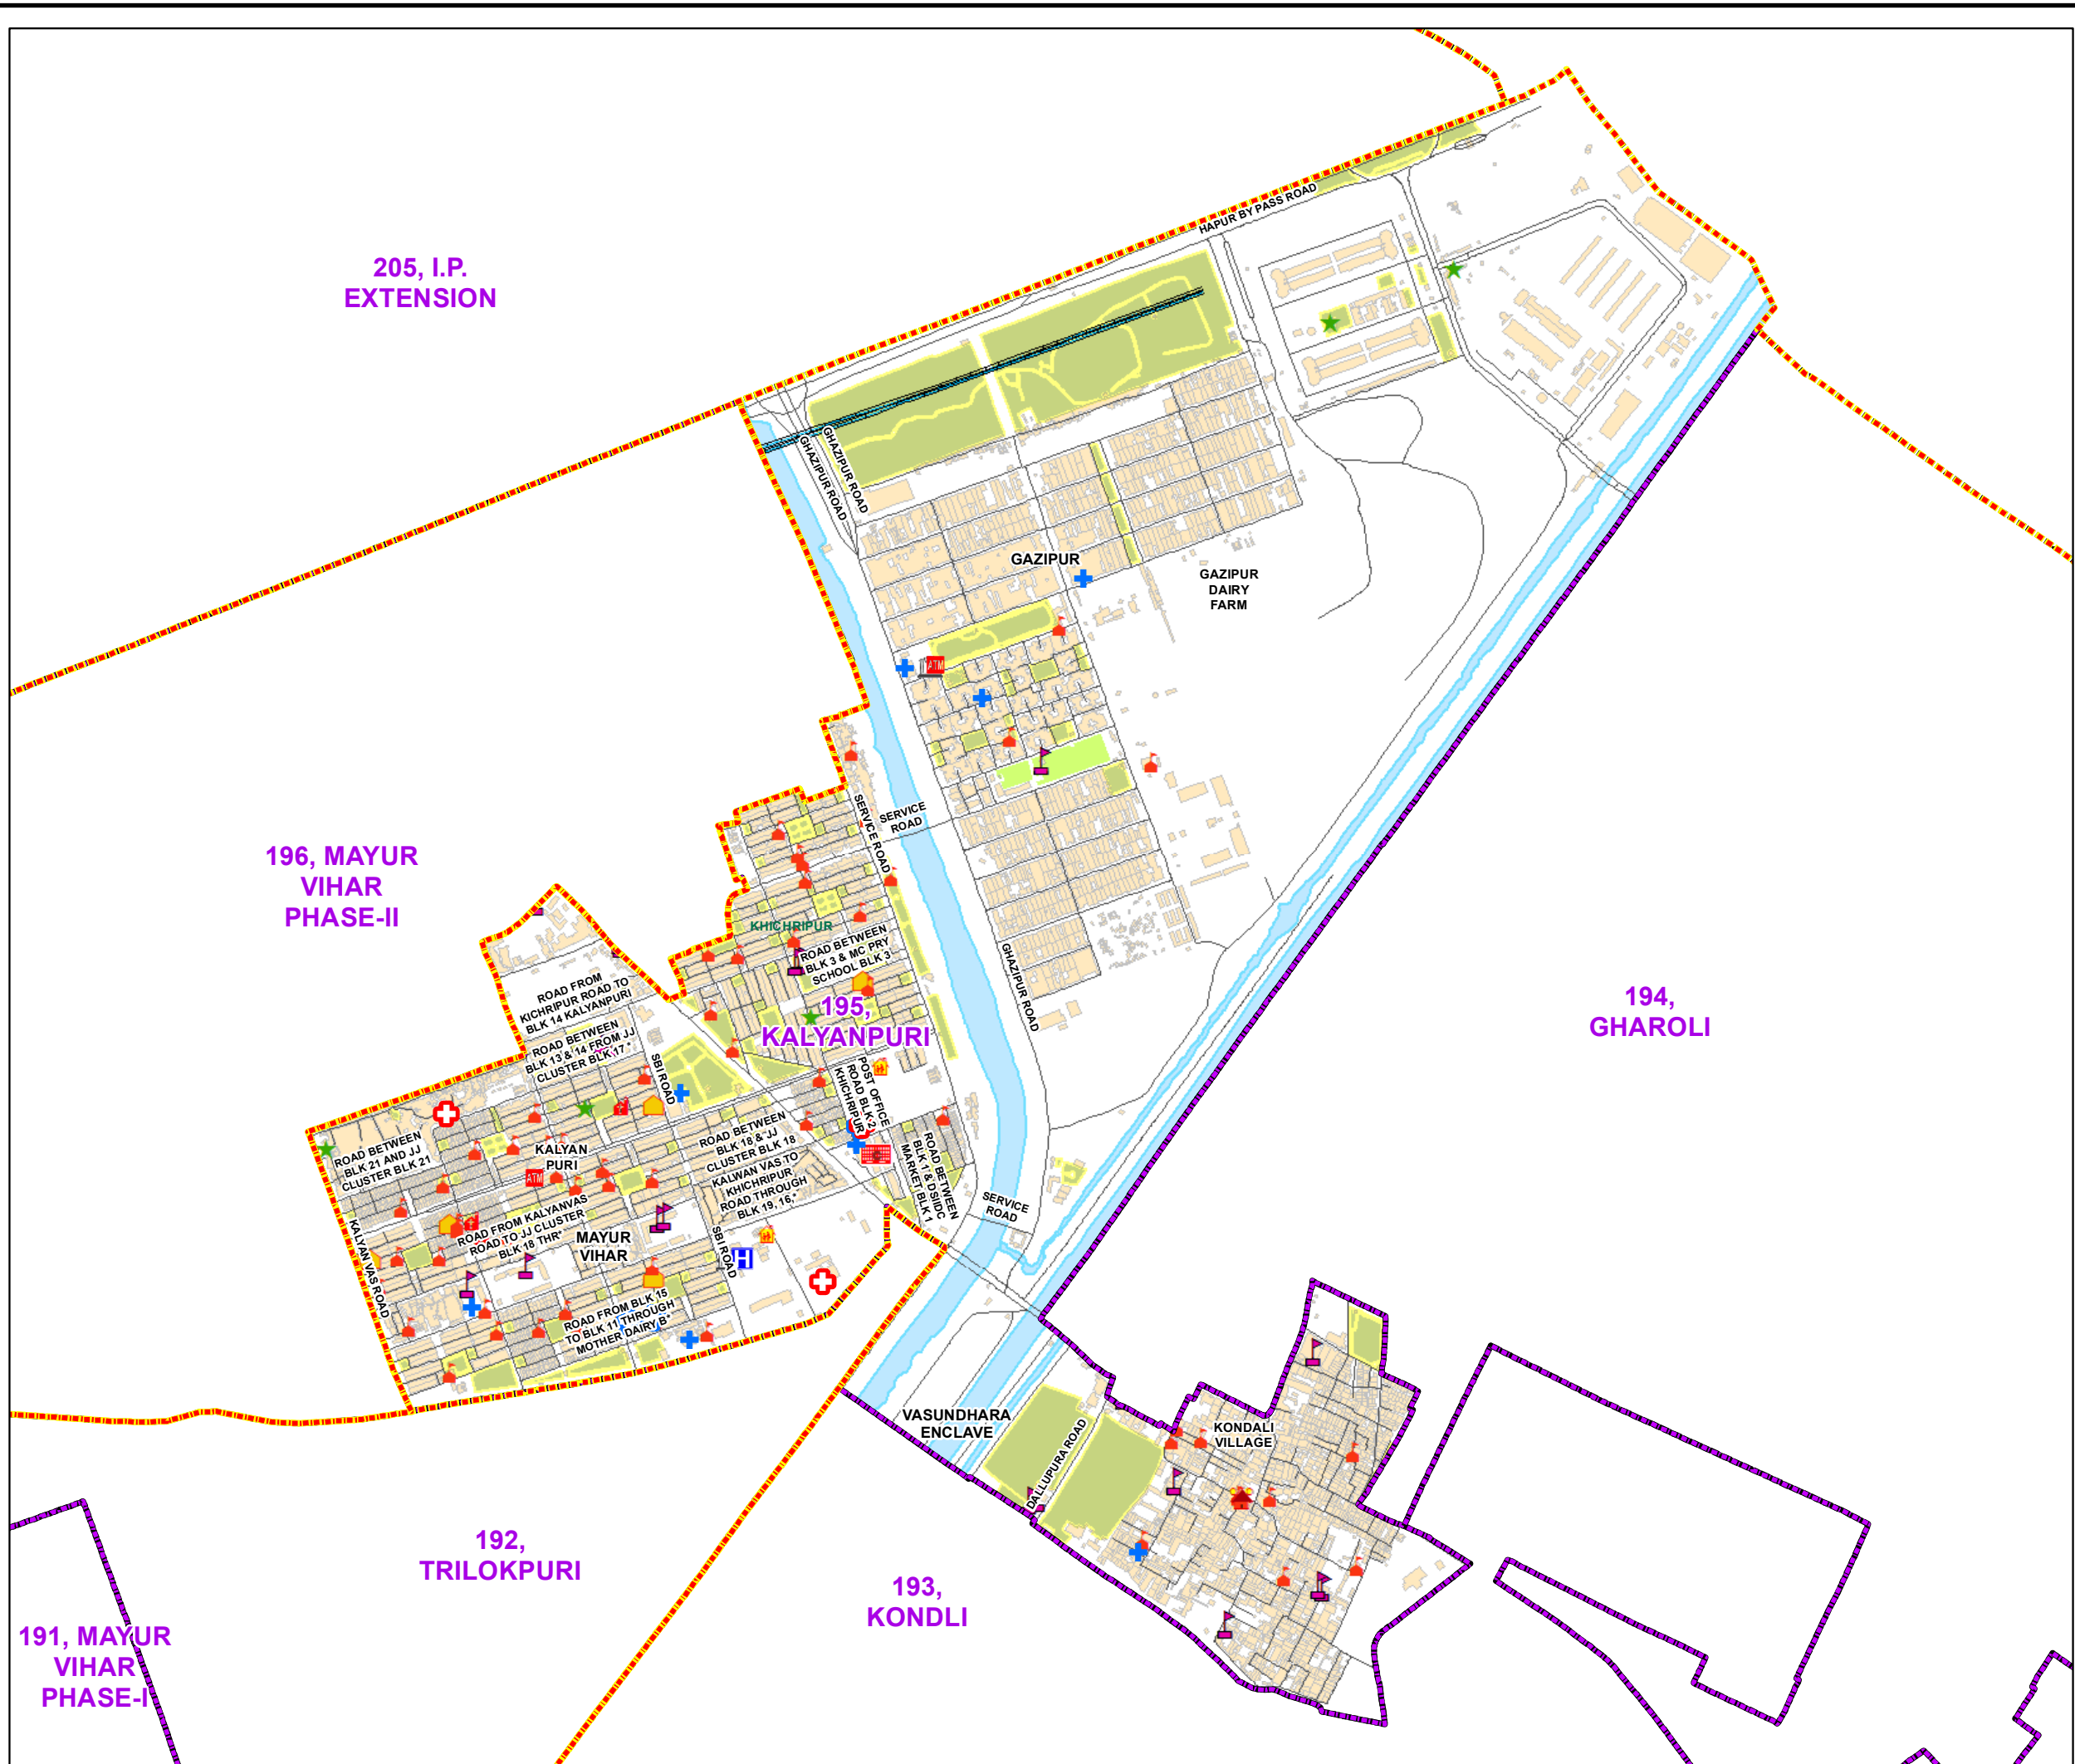 HAPUR BY PASS ROAD
205, I.P.
EXTENSION
GHAZIPUR ROAD
GHAZIPUR ROAD
GAZIPUR
GAZIPUR
DAIRY
FARM
ATM
SERVICE
ROAD
SERVICE ROAD
196, MAYUR
VIHAR
PHASE-II
KHICHRIPUR
ROAD BETWEEN
BLK 3 & MC PRY
SCHOOL BLK 3
GHAZIPUR ROAD
195,
KALYANPURI
194,
GHAROLI
ROAD FROM
KICHRIPUR ROAD TO
BLK 14 KALYANPURI
ROAD BETWEEN
BLK 13 & 14 FROM JJ
CLUSTER BLK 17 *
SBI ROAD
POST OFFICE
ROAD BLK 2
KHICHRIPUR
ROAD BETWEEN
BLK 21 AND JJ
CLUSTER BLK 21
KALYAN
PURI
ATM
ROAD BETWEEN
BLK 18 & JJ
CLUSTER BLK 18
KALWAN VAS TO
KHICHRIPUR
ROAD THROUGH
BLK 19, 16,*
ROAD BETWEEN
BLK 1 & DSIIDC
MARKET BLK 1
SERVICE
ROAD
KALYAN VAS ROAD
ROAD FROM KALYANVAS
ROAD TO JJ CLUSTER
BLK 18 THR*
MAYUR
VIHAR
SBI ROAD
H
ROAD FROM BLK 15
TO BLK 11 THROUGH
MOTHER DAIRY B*
VASUNDHARA
ENCLAVE
DALLUPURA ROAD
KONDALI
VILLAGE
192,
TRILOKPURI
193,
KONDLI
191, MAYUR
VIHAR
PHASE-I